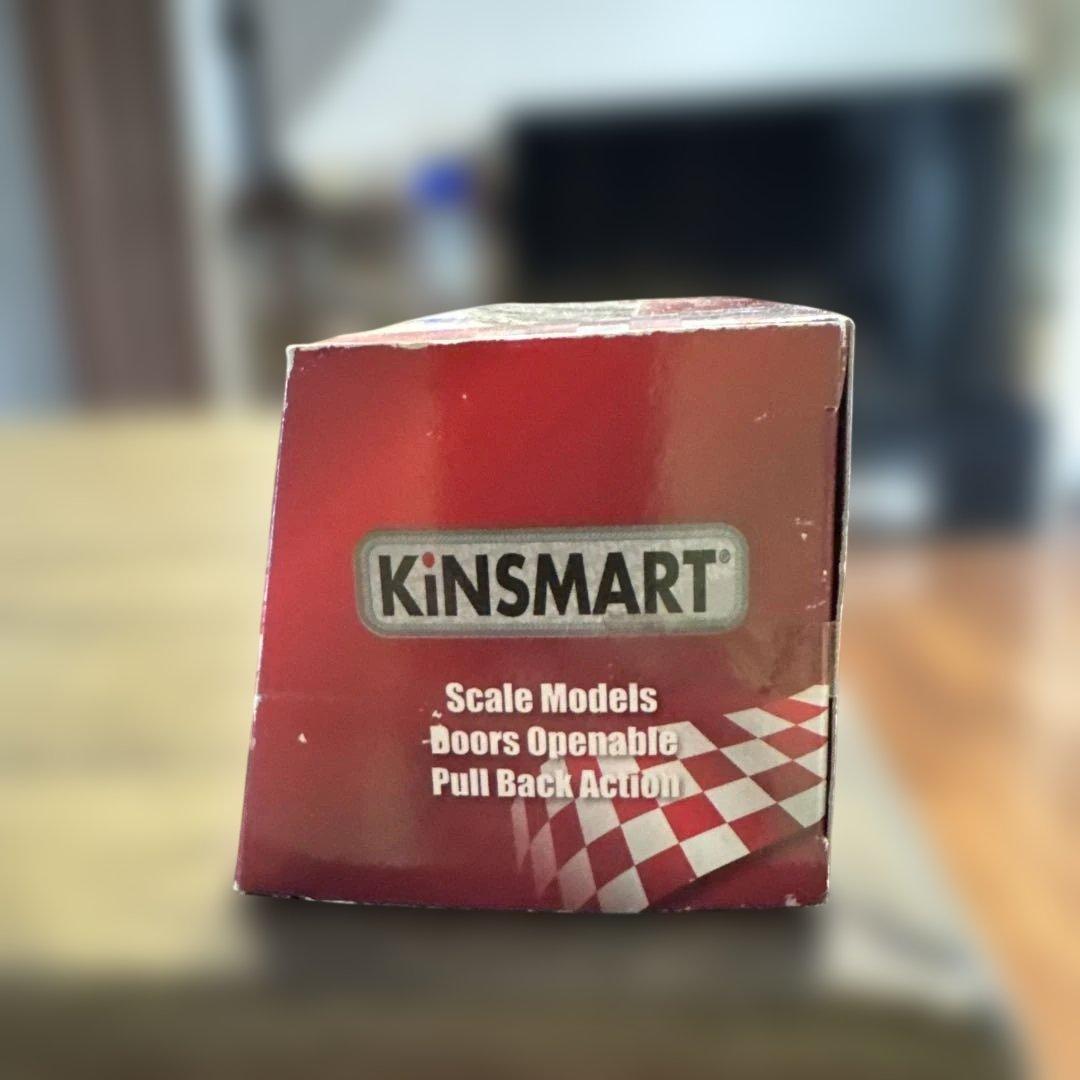 KiNSMART®
Scale Models
Doors Openable
Pull Back Action